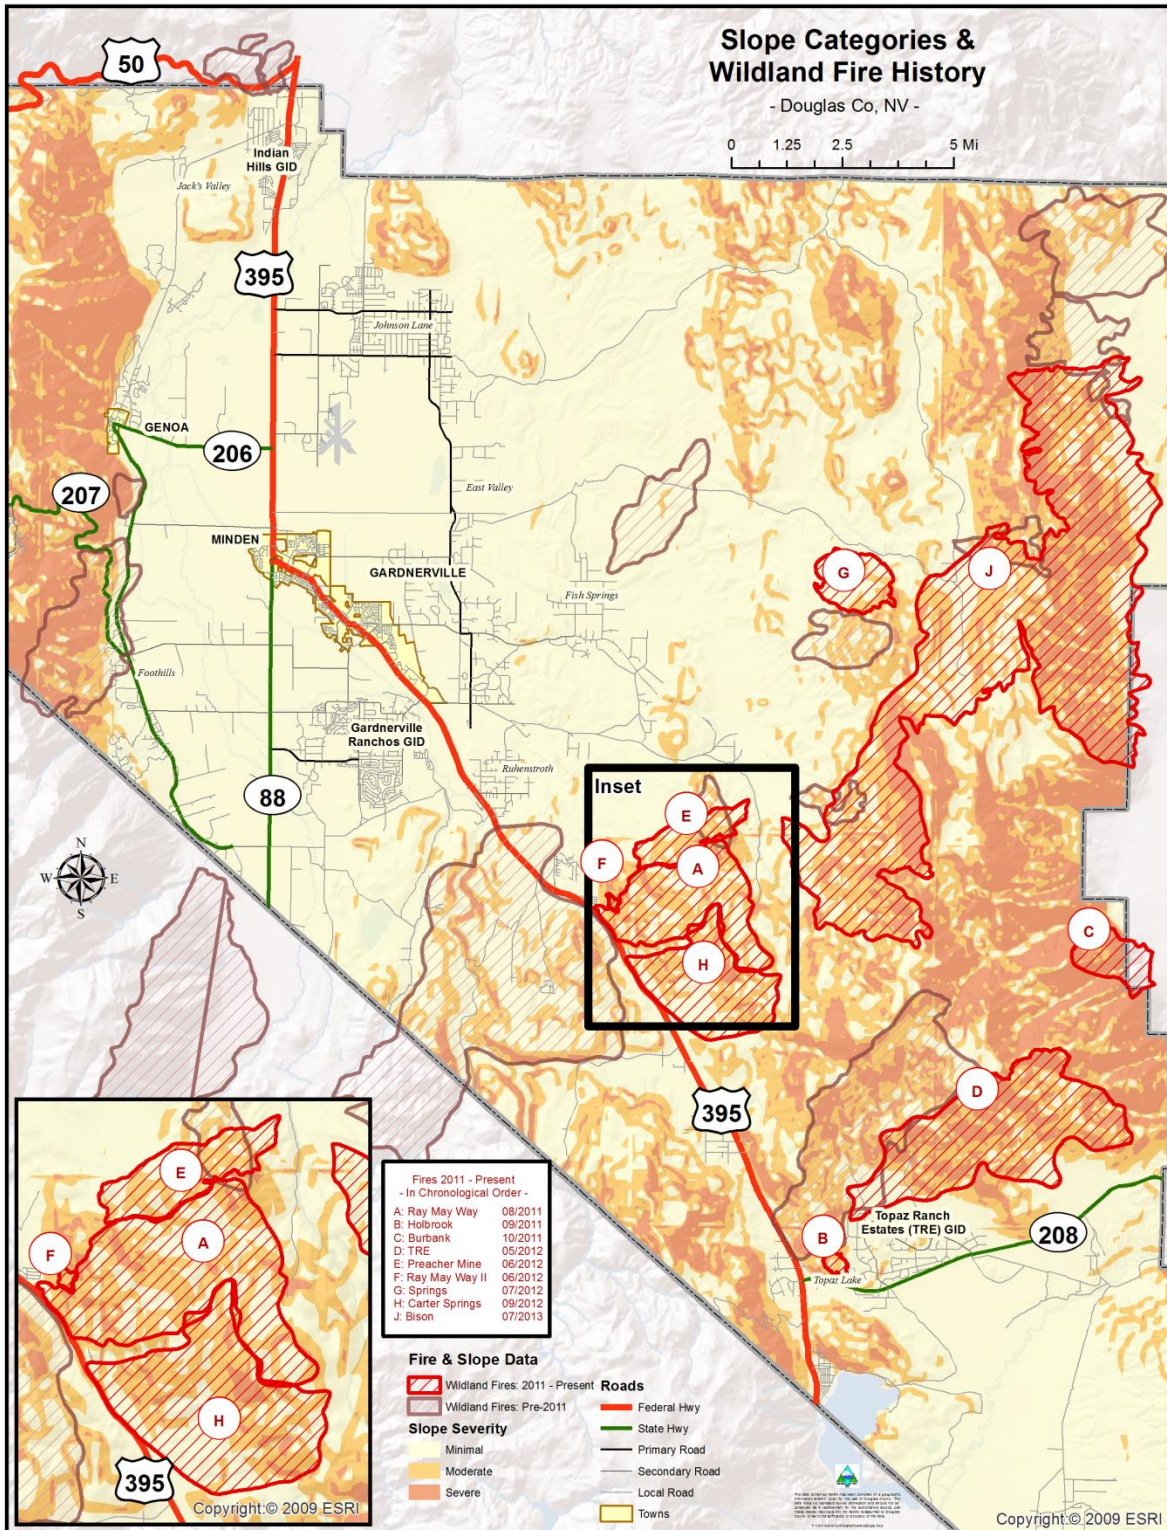 Slope Categories &
Wildland Fire History
- Douglas Co, NV -
0 1.25 2.5 5 Mi
50
Indian
Hills GID
Jack's Valley
395
Johnson Lane
GENOA
206
207
East Valley
MINDEN
GARDNERVILLE
G
J
Fish Springs
Foothills
Gardnerville
Ranchos GID
Ruhenstroth
88
Inset
E
F
A
N
W E
S
C
H
D
395
Topaz Ranch
Estates (TRE) GID
208
B
Topaz Lake
E
A
F
H
395
Copyright:© 2009 ESRI
Fires 2011 - Present
- In Chronological Order -
A: Ray May Way 08/2011
B: Holbrook 09/2011
C: Burbank 10/2011
D: TRE 05/2012
E: Preacher Mine 06/2012
F: Ray May Way II 06/2012
G: Springs 07/2012
H: Carter Springs 09/2012
J: Bison 07/2013
Fire & Slope Data
Wildland Fires: 2011 - Present
Wildland Fires: Pre-2011
Slope Severity
Minimal
Moderate
Severe
Roads
Federal Hwy
State Hwy
Primary Road
Secondary Road
Local Road
Towns
Copyright:© 2009 ESRI